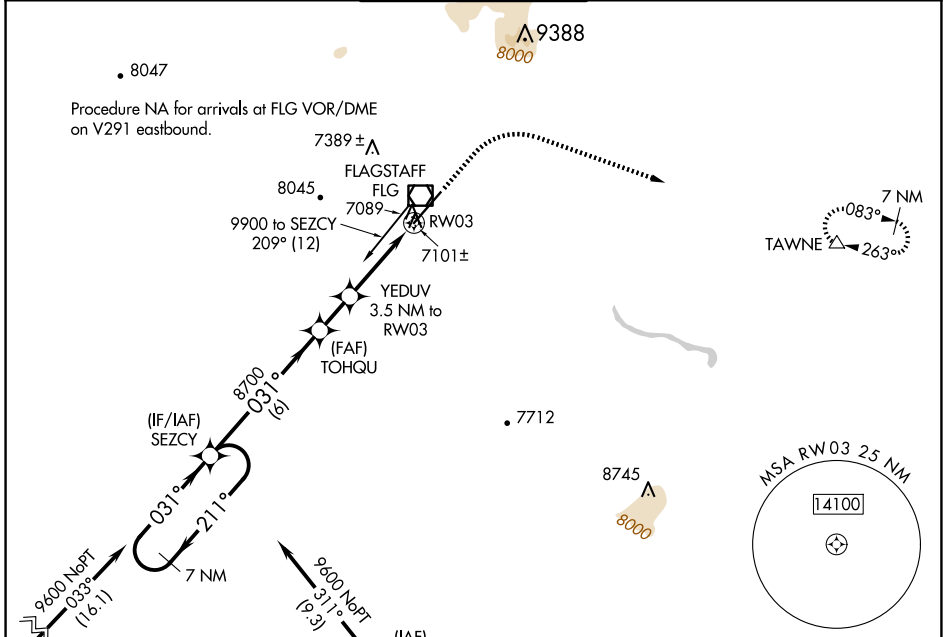 9388
8000
8047
Procedure NA for arrivals at FLG VOR/DME
on V291 eastbound.
7389 ±
FLAGSTAFF
FLG
8045
7089
RW03
9900 to SEZCY
209° (12)
7101±
7 NM
083°
TAWNE
263°
YEDUV
3.5 NM to
RW03
(FAF)
TOHQU
8700
031°
(6)
(IF/IAF)
SEZCY
7712
8745
8000
MSA RW03 25 NM
14100
031°
211°
7 NM
9600 NoPT
033°
(16.1)
9600 NoPT
311°
(9.3)
(IAF)